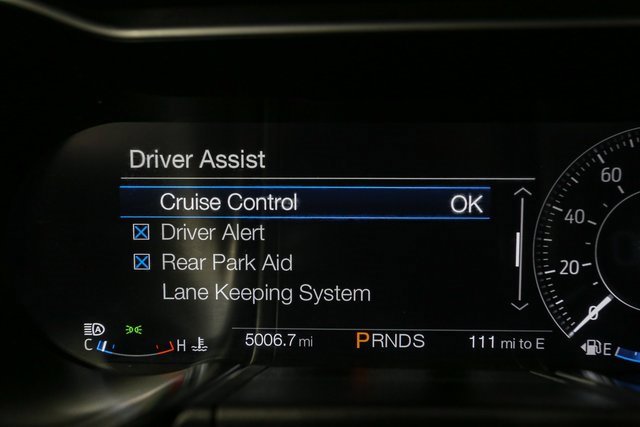 Driver Assist
Cruise Control OK
Driver Alert
Rear Park Aid
Lane Keeping System
60
40
20
0
C H
5006.7 mi PRNDS 111 mi to E
E